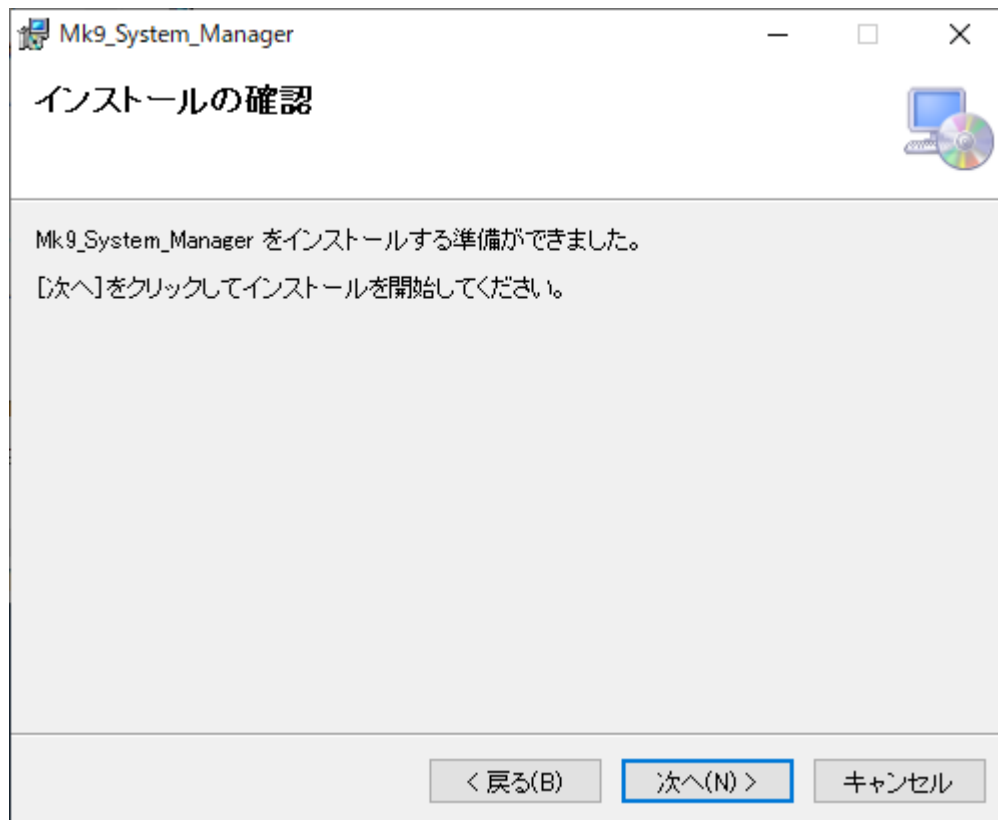 Mk9_System_Manager
インストールの確認
Mk9_System_Manager をインストールする準備ができました。
[次へ]をクリックしてインストールを開始してください。
< 戻る(B)
次へ(N) >
キャンセル